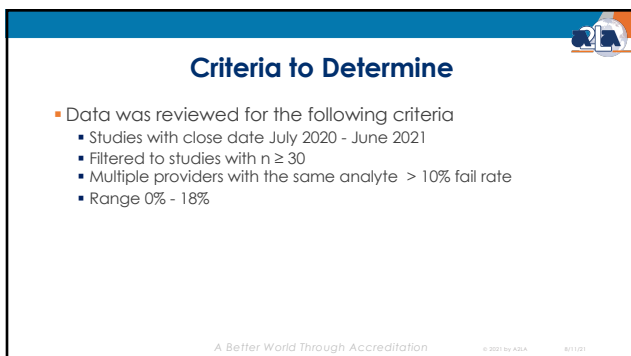 A2LA
Criteria to Determine
▪ Data was reviewed for the following criteria
▪ Studies with close date July 2020 - June 2021
▪ Filtered to studies with n ≥ 30
▪ Multiple providers with the same analyte > 10% fail rate
▪ Range 0% - 18%
A Better World Through Accreditation © 2021 by A2LA 8/11/21